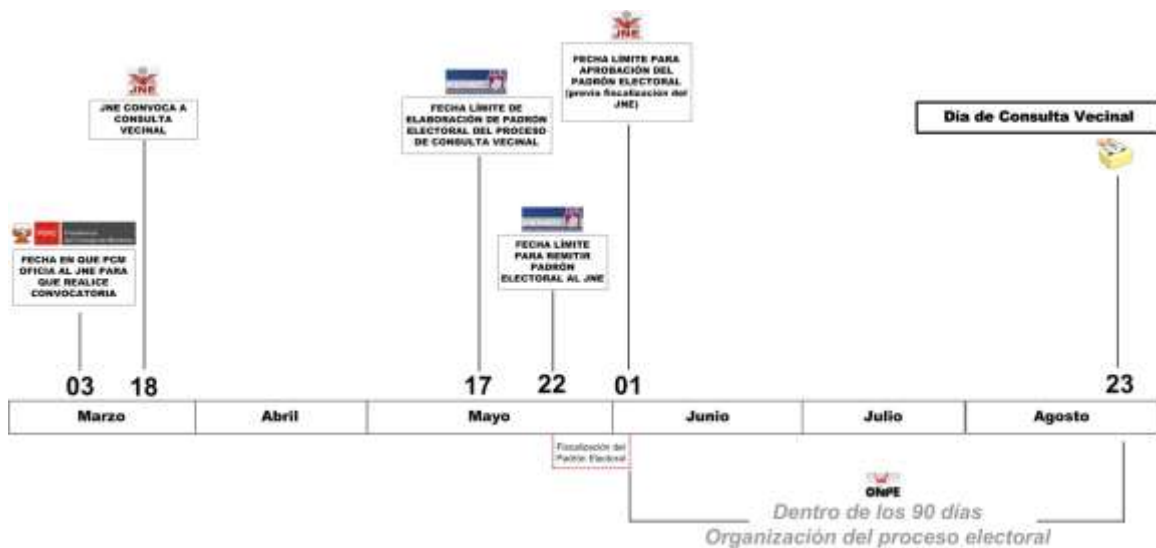 JNE
JNE CONVOCA A
CONSULTA
VECINAL
PERÚ
FECHA EN QUE PCM
OFICIA AL JNE PARA
QUE REALICE
CONVOCATORIA
FECHA LÍMITE DE
ELABORACIÓN DE PADRÓN
ELECTORAL DEL PROCESO
DE CONSULTA VECINAL
FECHA LÍMITE
PARA REMITIR
PADRÓN
ELECTORAL AL JNE
JNE
FECHA LÍMITE PARA
APROBACIÓN DEL
PADRÓN ELECTORAL
(previa fiscalización del
JNE)
Día de Consulta Vecinal
03 18 17 22 01 23
Marzo Abril Mayo Junio Julio Agosto
Fiscalización del
Padrón Electoral
ONPE
Dentro de los 90 días
Organización del proceso electoral